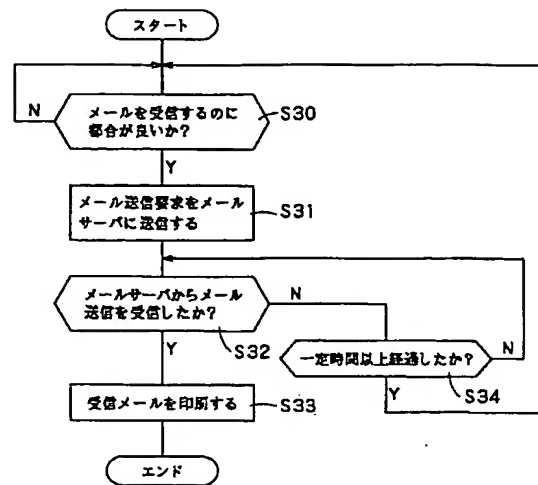 スタート
N
メールを受信するのに
都合が良いか?
S30
Y
メール送信要求をメール
サーバに送信する
S31
メールサーバからメール
送信を受信したか?
N
S32
Y
一定時間以上経過したか?
N
S34
Y
受信メールを印刷する
S33
エンド